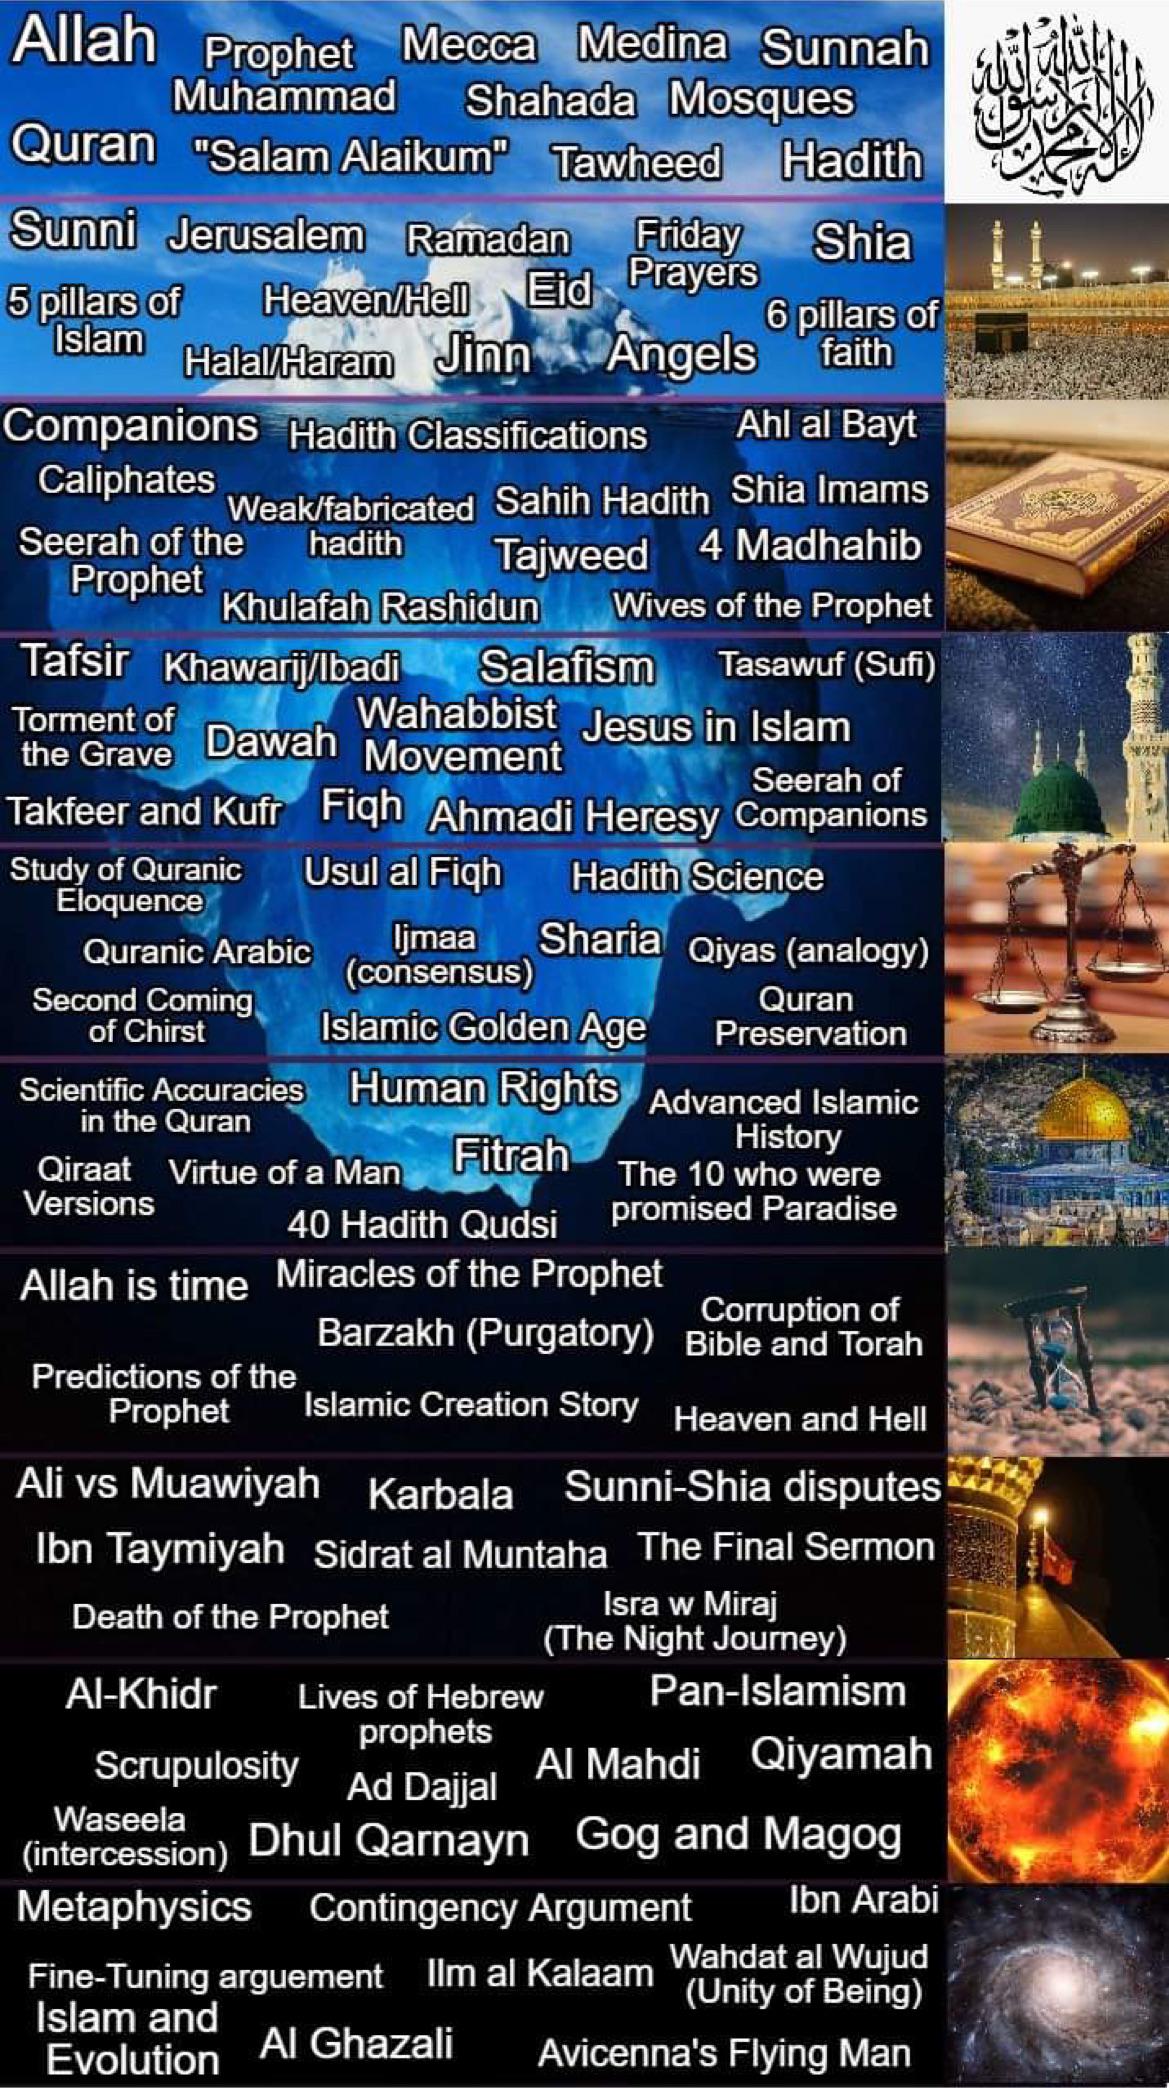 Allah Prophet Mecca Medina Sunnah
Muhammad Shahada Mosques
Quran "Salam Alaikum" Tawheed Hadith
لا إله إلا الله محمد رسول الله
Sunni Jerusalem Ramadan Friday Shia
Prayers
5 pillars of Heaven/Hell Eid 6 pillars of
Islam Halal/Haram Jinn Angels faith
Companions Hadith Classifications Ahl al Bayt
Caliphates Weak/fabricated Sahih Hadith Shia Imams
Seerah of the hadith Tajweed 4 Madhahib
Prophet
Khulafah Rashidun Wives of the Prophet
Tafsir Khawarij/Ibadi Salafism Tasawuf (Sufi)
Torment of Dawah Wahabbist Jesus in Islam
the Grave Movement
Takfeer and Kufr Fiqh Ahmadi Heresy Seerah of
Companions
Study of Quranic Usul al Fiqh Hadith Science
Eloquence
Quranic Arabic Ijmaa Sharia Qiyas (analogy)
(consensus)
Second Coming Islamic Golden Age Quran
of Chirst Preservation
Scientific Accuracies Human Rights Advanced Islamic
in the Quran History
Qiraat Virtue of a Man Fitrah The 10 who were
Versions promised Paradise
40 Hadith Qudsi
Allah is time Miracles of the Prophet
Barzakh (Purgatory) Corruption of
Bible and Torah
Predictions of the Islamic Creation Story Heaven and Hell
Prophet
Ali vs Muawiyah Karbala Sunni-Shia disputes
Ibn Taymiyah Sidrat al Muntaha The Final Sermon
Death of the Prophet Isra w Miraj
(The Night Journey)
Al-Khidr Lives of Hebrew Pan-Islamism
prophets
Scrupulosity Ad Dajjal Al Mahdi Qiyamah
Waseela Dhul Qarnayn Gog and Magog
(intercession)
Metaphysics Contingency Argument Ibn Arabi
Fine-Tuning arguement Ilm al Kalaam Wahdat al Wujud
(Unity of Being)
Islam and Al Ghazali Avicenna's Flying Man
Evolution